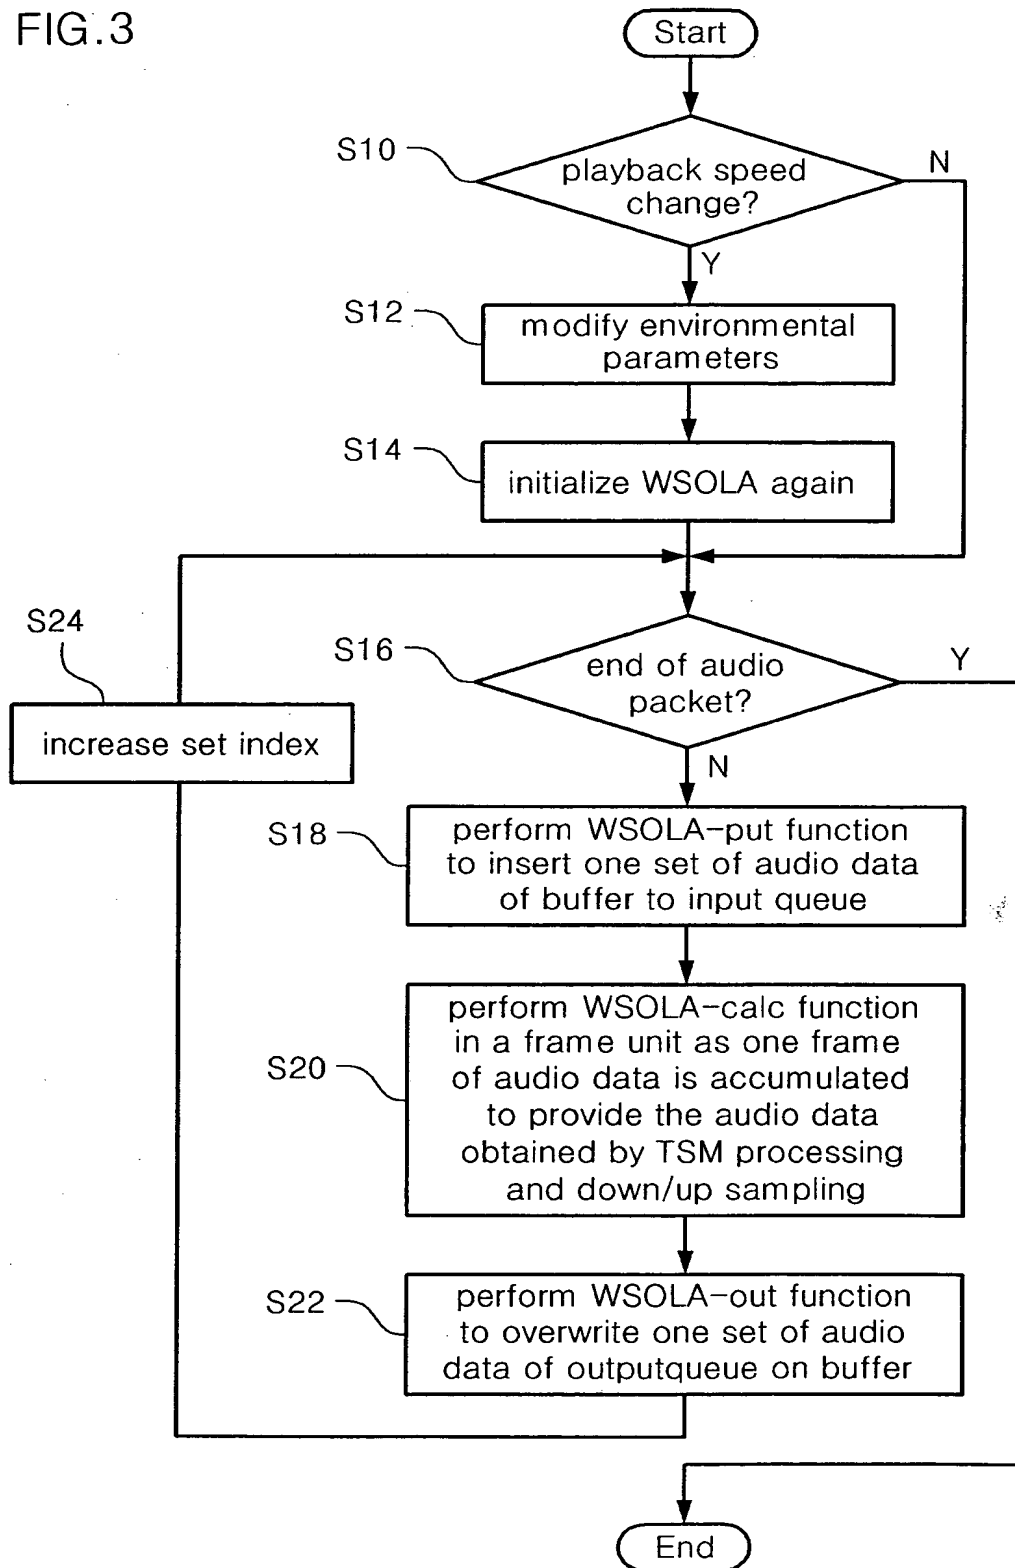 FIG.3
Start
S10
playback speed
change?
N
Y
S12
modify environmental
parameters
S14
initialize WSOLA again
S24
increase set index
S16
end of audio
packet?
Y
N
S18
perform WSOLA-put function
to insert one set of audio data
of buffer to input queue
S20
perform WSOLA-calc function
in a frame unit as one frame
of audio data is accumulated
to provide the audio data
obtained by TSM processing
and down/up sampling
S22
perform WSOLA-out function
to overwrite one set of audio
data of outputqueue on buffer
End